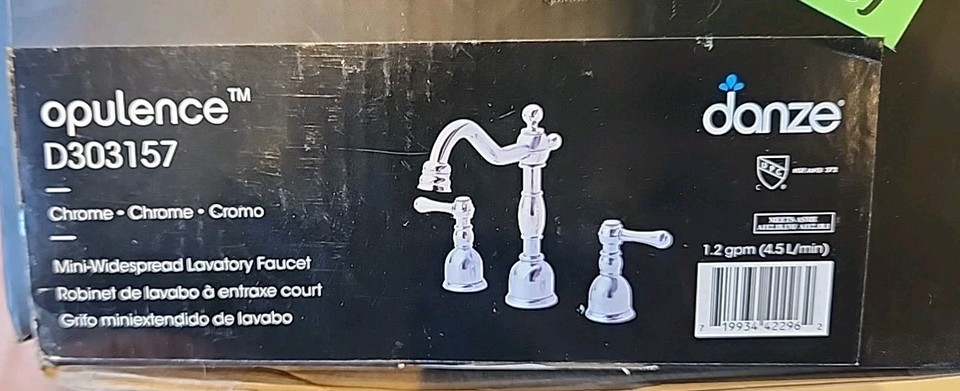 opulence™
D303157
Chrome • Chrome • Cromo
Mini-Widespread Lavatory Faucet
Robinet de lavabo à entraxe court
Grifo miniextendido de lavabo
danze®
UPC
1.2 gpm (4.5 L/min)
7 19934 42296 2